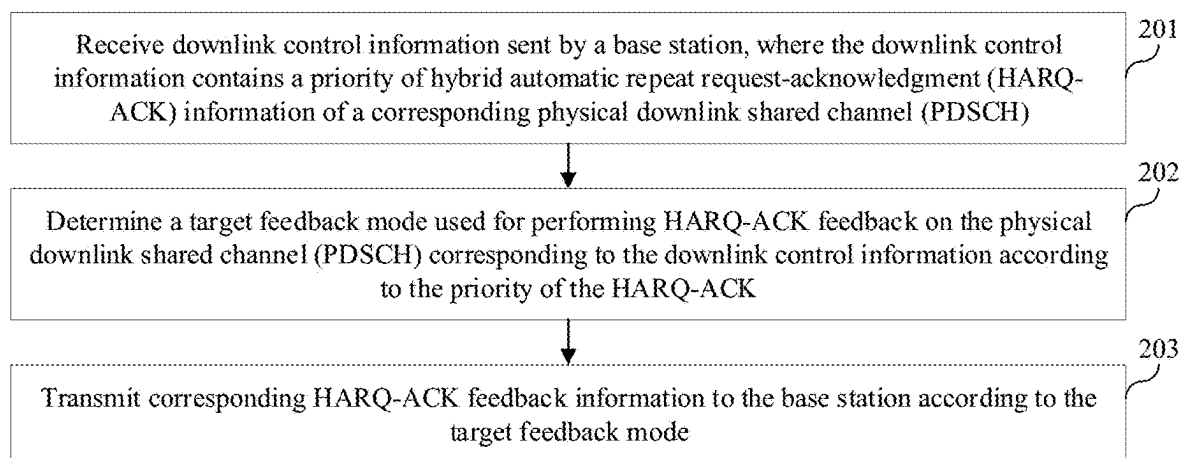 201
Receive downlink control information sent by a base station, where the downlink control
information contains a priority of hybrid automatic repeat request-acknowledgment (HARQ-
ACK) information of a corresponding physical downlink shared channel (PDSCH)
202
Determine a target feedback mode used for performing HARQ-ACK feedback on the physical
downlink shared channel (PDSCH) corresponding to the downlink control information according
to the priority of the HARQ-ACK
203
Transmit corresponding HARQ-ACK feedback information to the base station according to the
target feedback mode